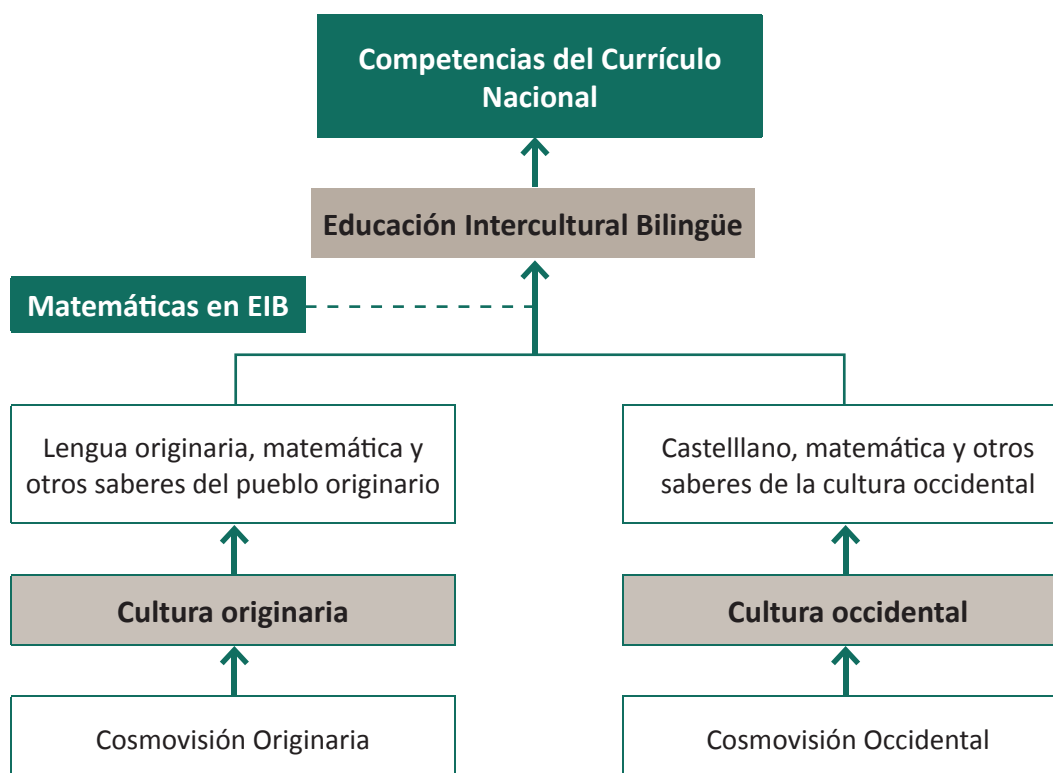 Competencias del Currículo
Nacional
Educación Intercultural Bilingüe
Matemáticas en EIB
Lengua originaria, matemática y
otros saberes del pueblo originario
Castelllano, matemática y otros
saberes de la cultura occidental
Cultura originaria
Cultura occidental
Cosmovisión Originaria
Cosmovisión Occidental